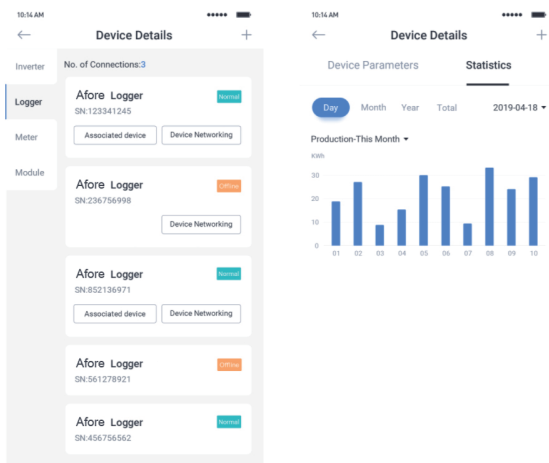 10:14 AM
Device Details
Inverter
Logger
Meter
Module
No. of Connections:3
Afore Logger
Normal
SN:123341245
Associated device
Device Networking
Afore Logger
Offline
SN:236756998
Device Networking
Afore Logger
Normal
SN:852136971
Associated device
Device Networking
Afore Logger
Offline
SN:561278921
Afore Logger
Normal
SN:456756562
10:14 AM
Device Details
Device Parameters
Statistics
Day
Month
Year
Total
2019-04-18
Production-This Month
KWh
30
20
10
0
01 02 03 04 05 06 07 08 09 10